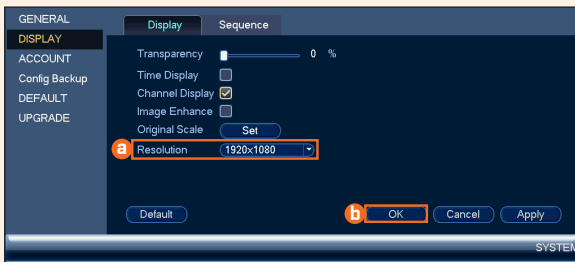 GENERAL
DISPLAY
ACCOUNT
Config Backup
DEFAULT
UPGRADE
Display Sequence
Transparency 0 %
Time Display
Channel Display
Image Enhance
Original Scale Set
a Resolution 1920x1080
Default b OK Cancel Apply
SYSTEM